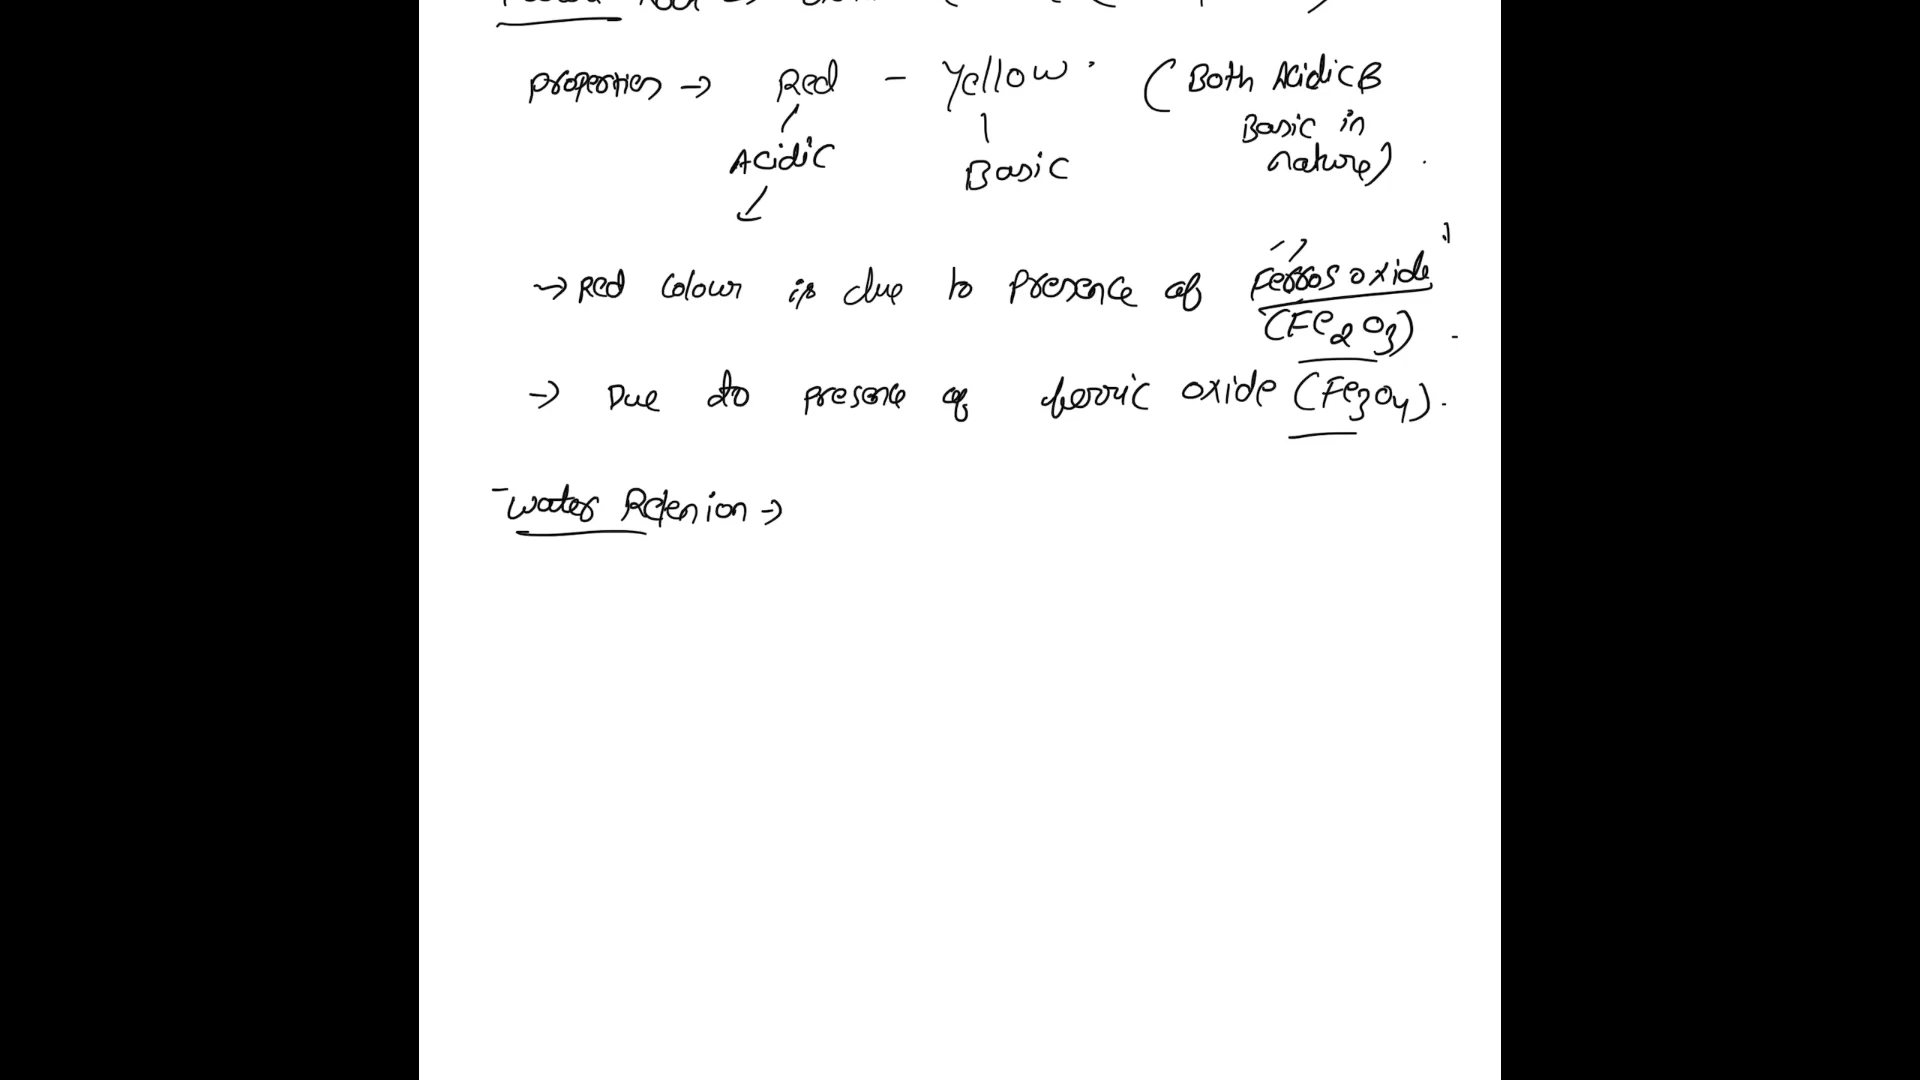 properties → Red - Yellow. (Both Acidic B
Basic in
nature).
Acidic Basic
→ Red colour is due to presence of Ferros oxide
(Fe2O3).
→ Due to presence of ferric oxide (Fe3O4).
- water Retenion →